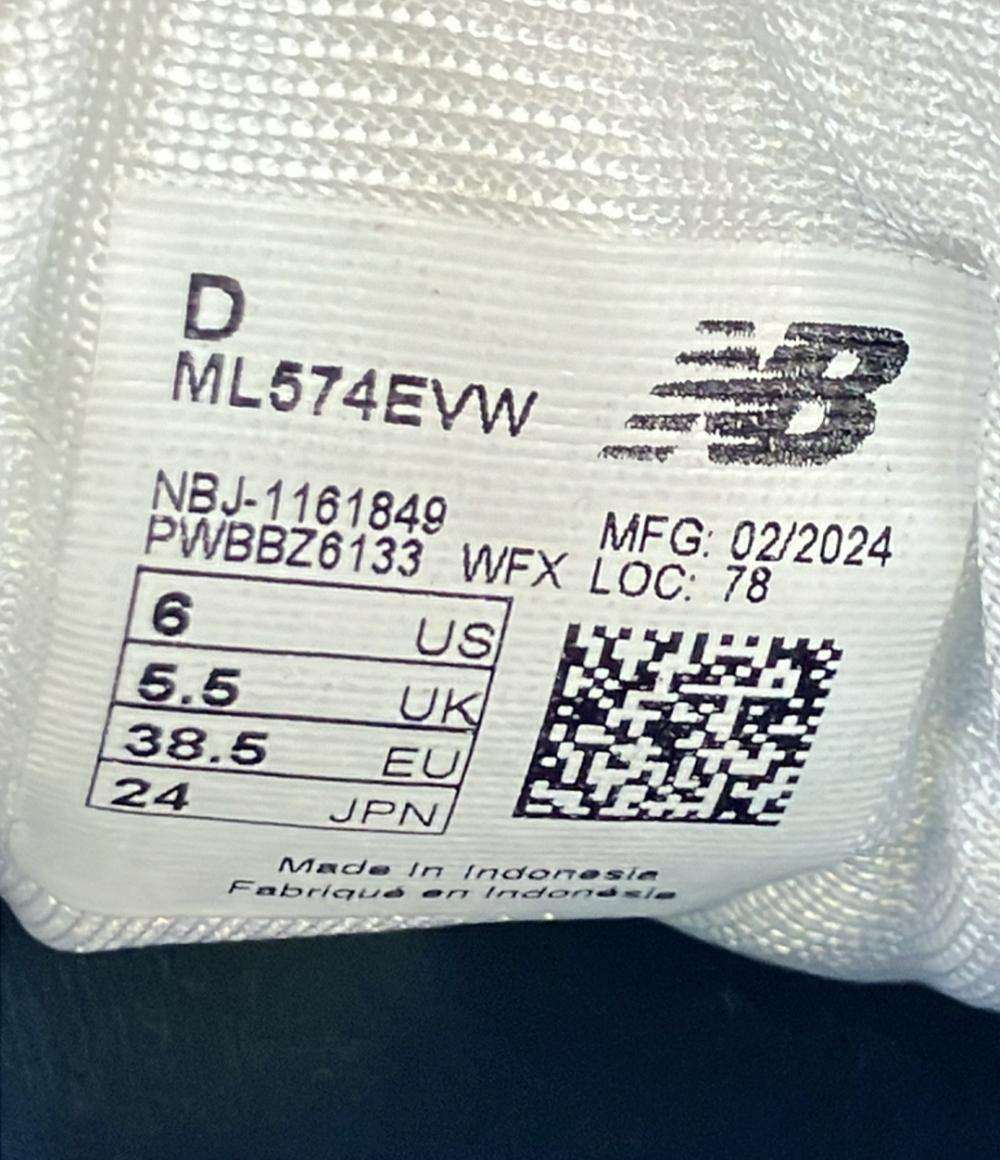 D
ML574EVW
NB
NBJ-1161849
PWBBZ6133 WFX
MFG: 02/2024
LOC: 78
6 US
5.5 UK
38.5 EU
24 JPN
Made In Indonesia
Fabriqué en Indonésie